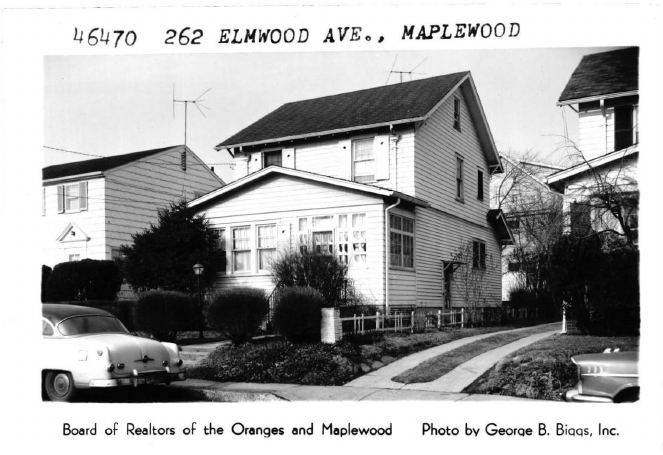 46470 262 ELMWOOD AVE., MAPLEWOOD
Board of Realtors of the Oranges and Maplewood Photo by George B. Biggs, Inc.